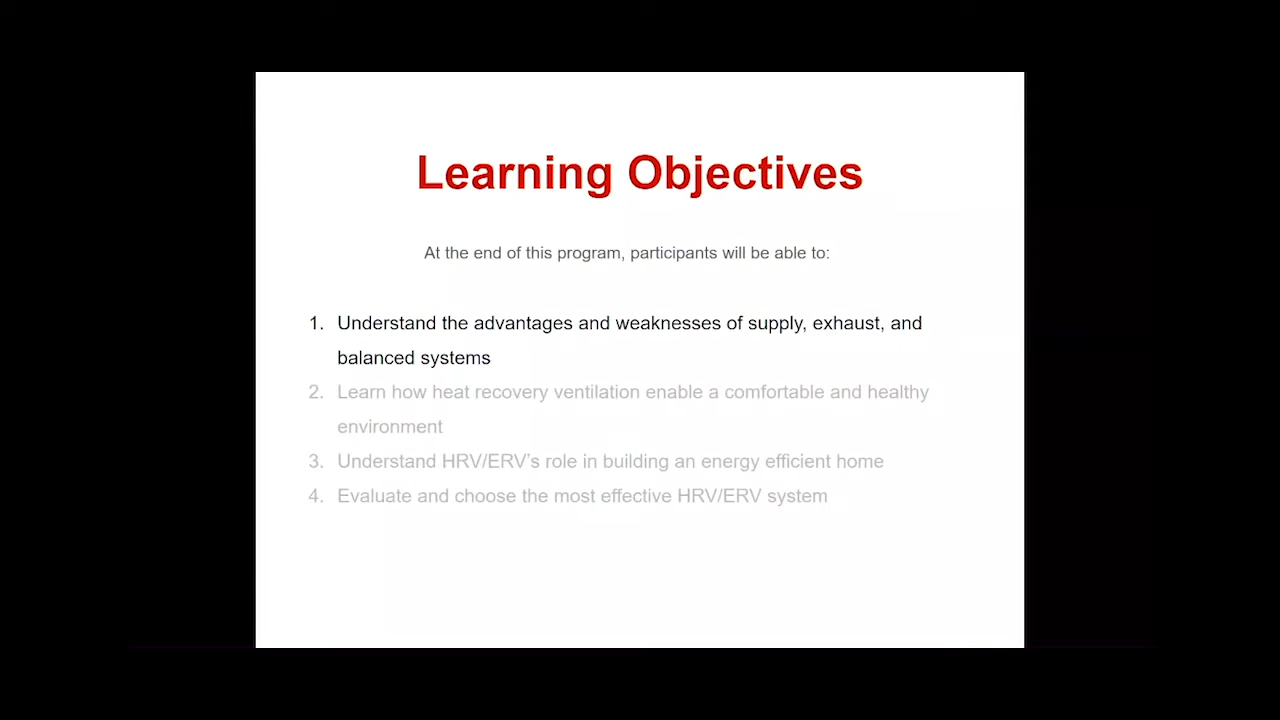 Learning Objectives
At the end of this program, participants will be able to:
1. Understand the advantages and weaknesses of supply, exhaust, and
balanced systems
2. Learn how heat recovery ventilation enable a comfortable and healthy
environment
3. Understand HRV/ERV's role in building an energy efficient home
4. Evaluate and choose the most effective HRV/ERV system